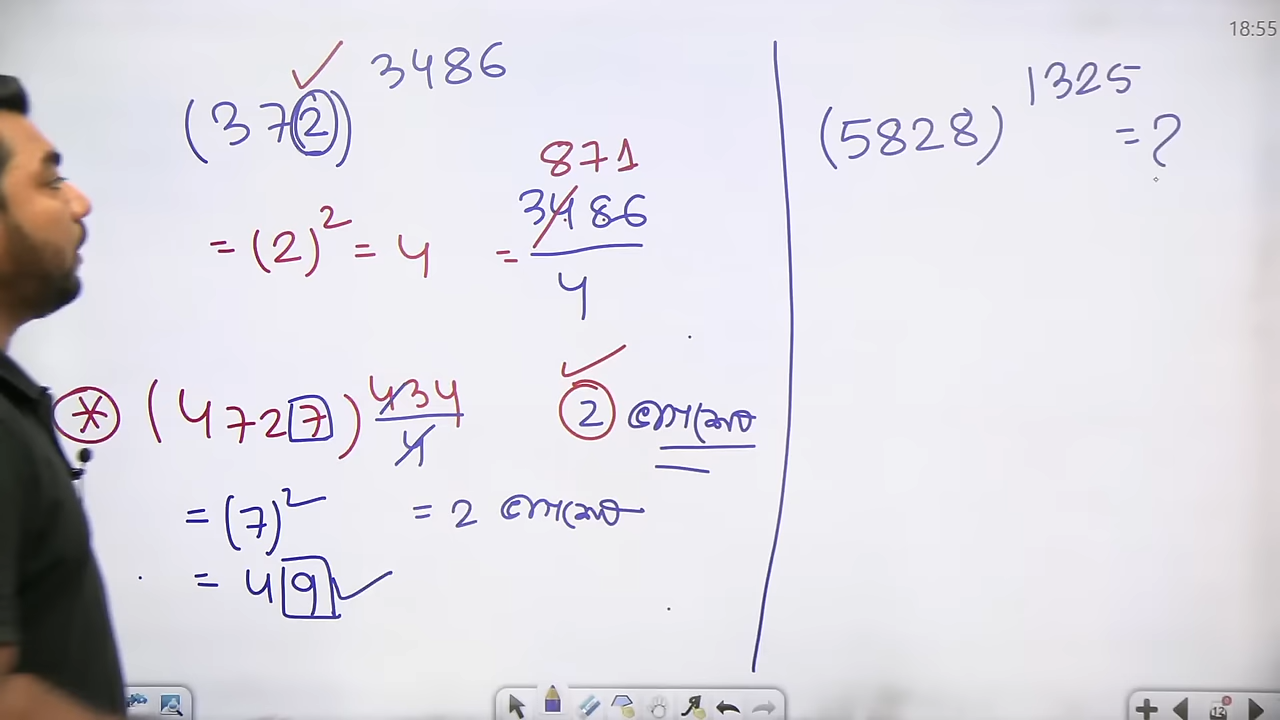 18:55
(372)^3486
= (2)^2 = 4 = 3486/4 871
* (4727)^434/4 2
= (7)^2 = 2
= 49
(5828)^1325 = ?
12